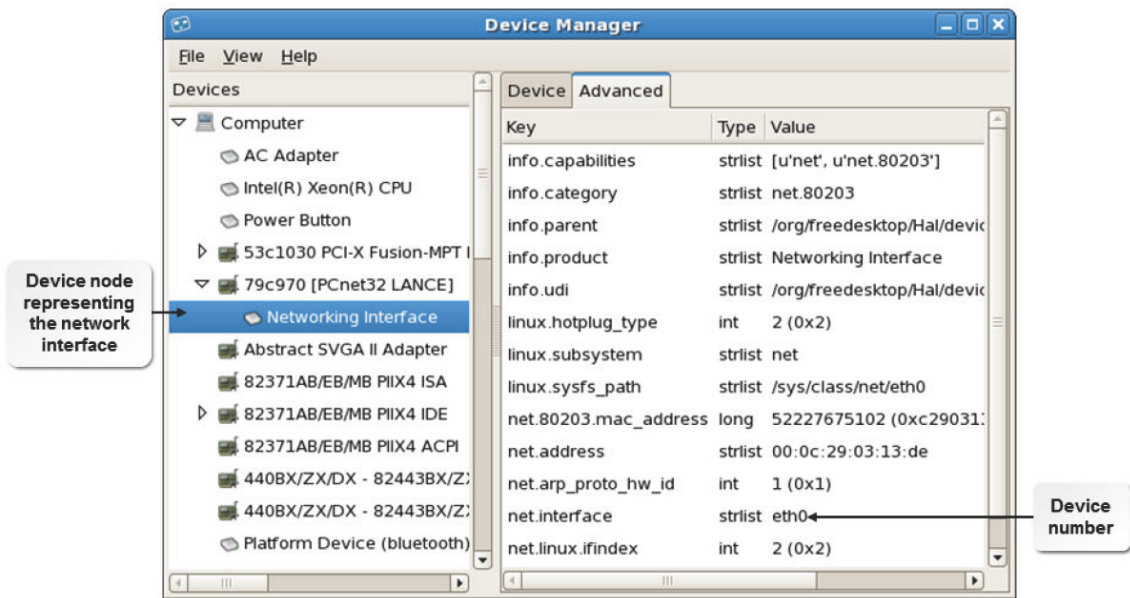 Device Manager
File View Help
Devices
Computer
AC Adapter
Intel(R) Xeon(R) CPU
Power Button
53c1030 PCI-X Fusion-MPT
79c970 [PCnet32 LANCE]
Networking Interface
Abstract SVGA II Adapter
82371AB/EB/MB PIIX4 ISA
82371AB/EB/MB PIIX4 IDE
82371AB/EB/MB PIIX4 ACPI
440BX/ZX/DX - 82443BX/Z
440BX/ZX/DX - 82443BX/Z
Platform Device (bluetooth)
Device Advanced
Key Type Value
info.capabilities strlist [u'net', u'net.80203']
info.category strlist net.80203
info.parent strlist /org/freedesktop/Hal/devic
info.product strlist Networking Interface
info.udi strlist /org/freedesktop/Hal/devic
linux.hotplug_type int 2 (0x2)
linux.subsystem strlist net
linux.sysfs_path strlist /sys/class/net/eth0
net.80203.mac_address long 52227675102 (0xc29031
net.address strlist 00:0c:29:03:13:de
net.arp_proto_hw_id int 1 (0x1)
net.interface strlist eth0
net.linux.ifindex int 2 (0x2)
Device node
representing
the network
interface
Device
number